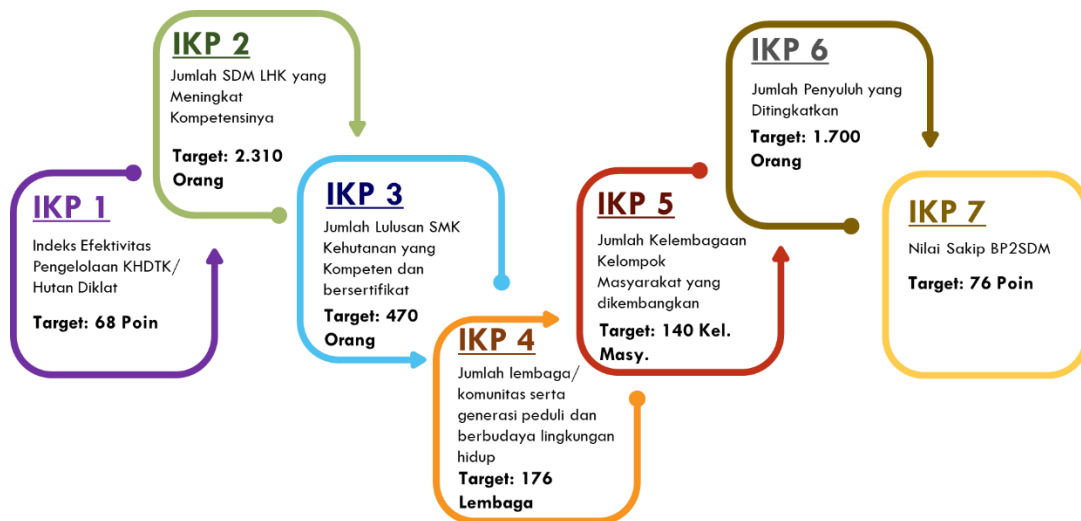 IKP 1
Indeks Efektivitas
Pengelolaan KHDTK/
Hutan Diklat
Target: 68 Poin
IKP 2
Jumlah SDM LHK yang
Meningkat
Kompetensinya
Target: 2.310
Orang
IKP 3
Jumlah Lulusan SMK
Kehutanan yang
Kompeten dan
bersertifikat
Target: 470
Orang
IKP 4
Jumlah lembaga/
komunitas serta
generasi peduli dan
berbudaya lingkungan
hidup
Target: 176
Lembaga
IKP 5
Jumlah Kelembagaan
Kelompok
Masyarakat yang
dikembangkan
Target: 140 Kel.
Masy.
IKP 6
Jumlah Penyuluh yang
Ditingkatkan
Target: 1.700
Orang
IKP 7
Nilai Sakip BP2SDM
Target: 76 Poin